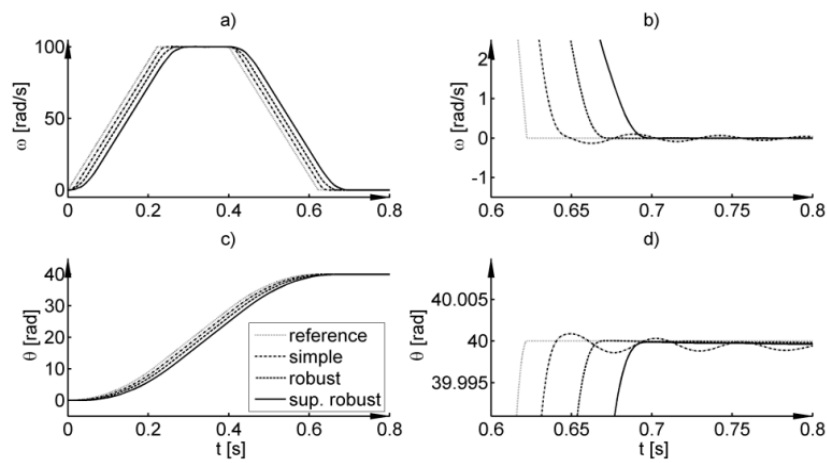 a)
100
50
0
ω [rad/s]
0 0.2 0.4 0.6 0.8
b)
2
1
0
-1
ω [rad/s]
0.6 0.65 0.7 0.75 0.8
c)
40
30
20
10
0
θ [rad]
reference
simple
robust
sup. robust
0 0.2 0.4 0.6 0.8
t [s]
d)
40.005
40
39.995
θ [rad]
0.6 0.65 0.7 0.75 0.8
t [s]